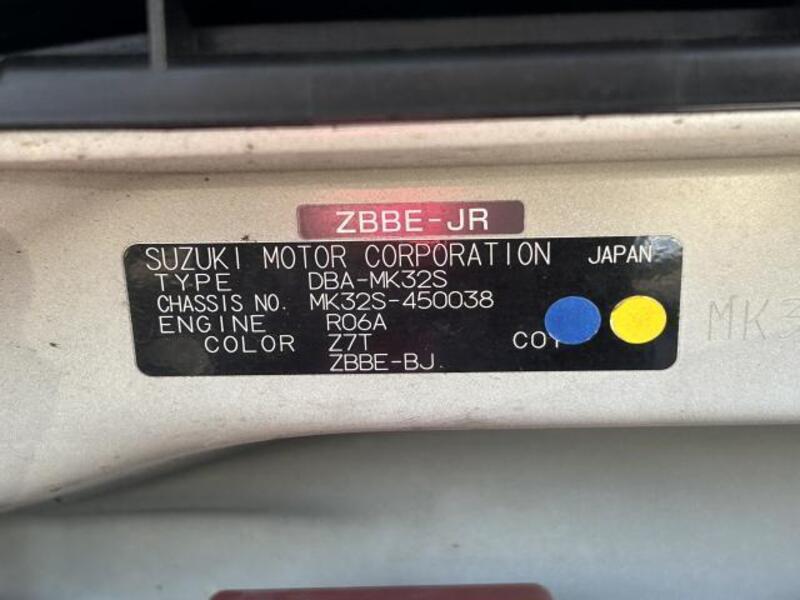 ZBBE-JR
SUZUKI MOTOR CORPORATION JAPAN
TYPE DBA-MK32S
CHASSIS NO. MK32S-450038
ENGINE R06A
COLOR Z7T
ZBBE-BJ.
MK3